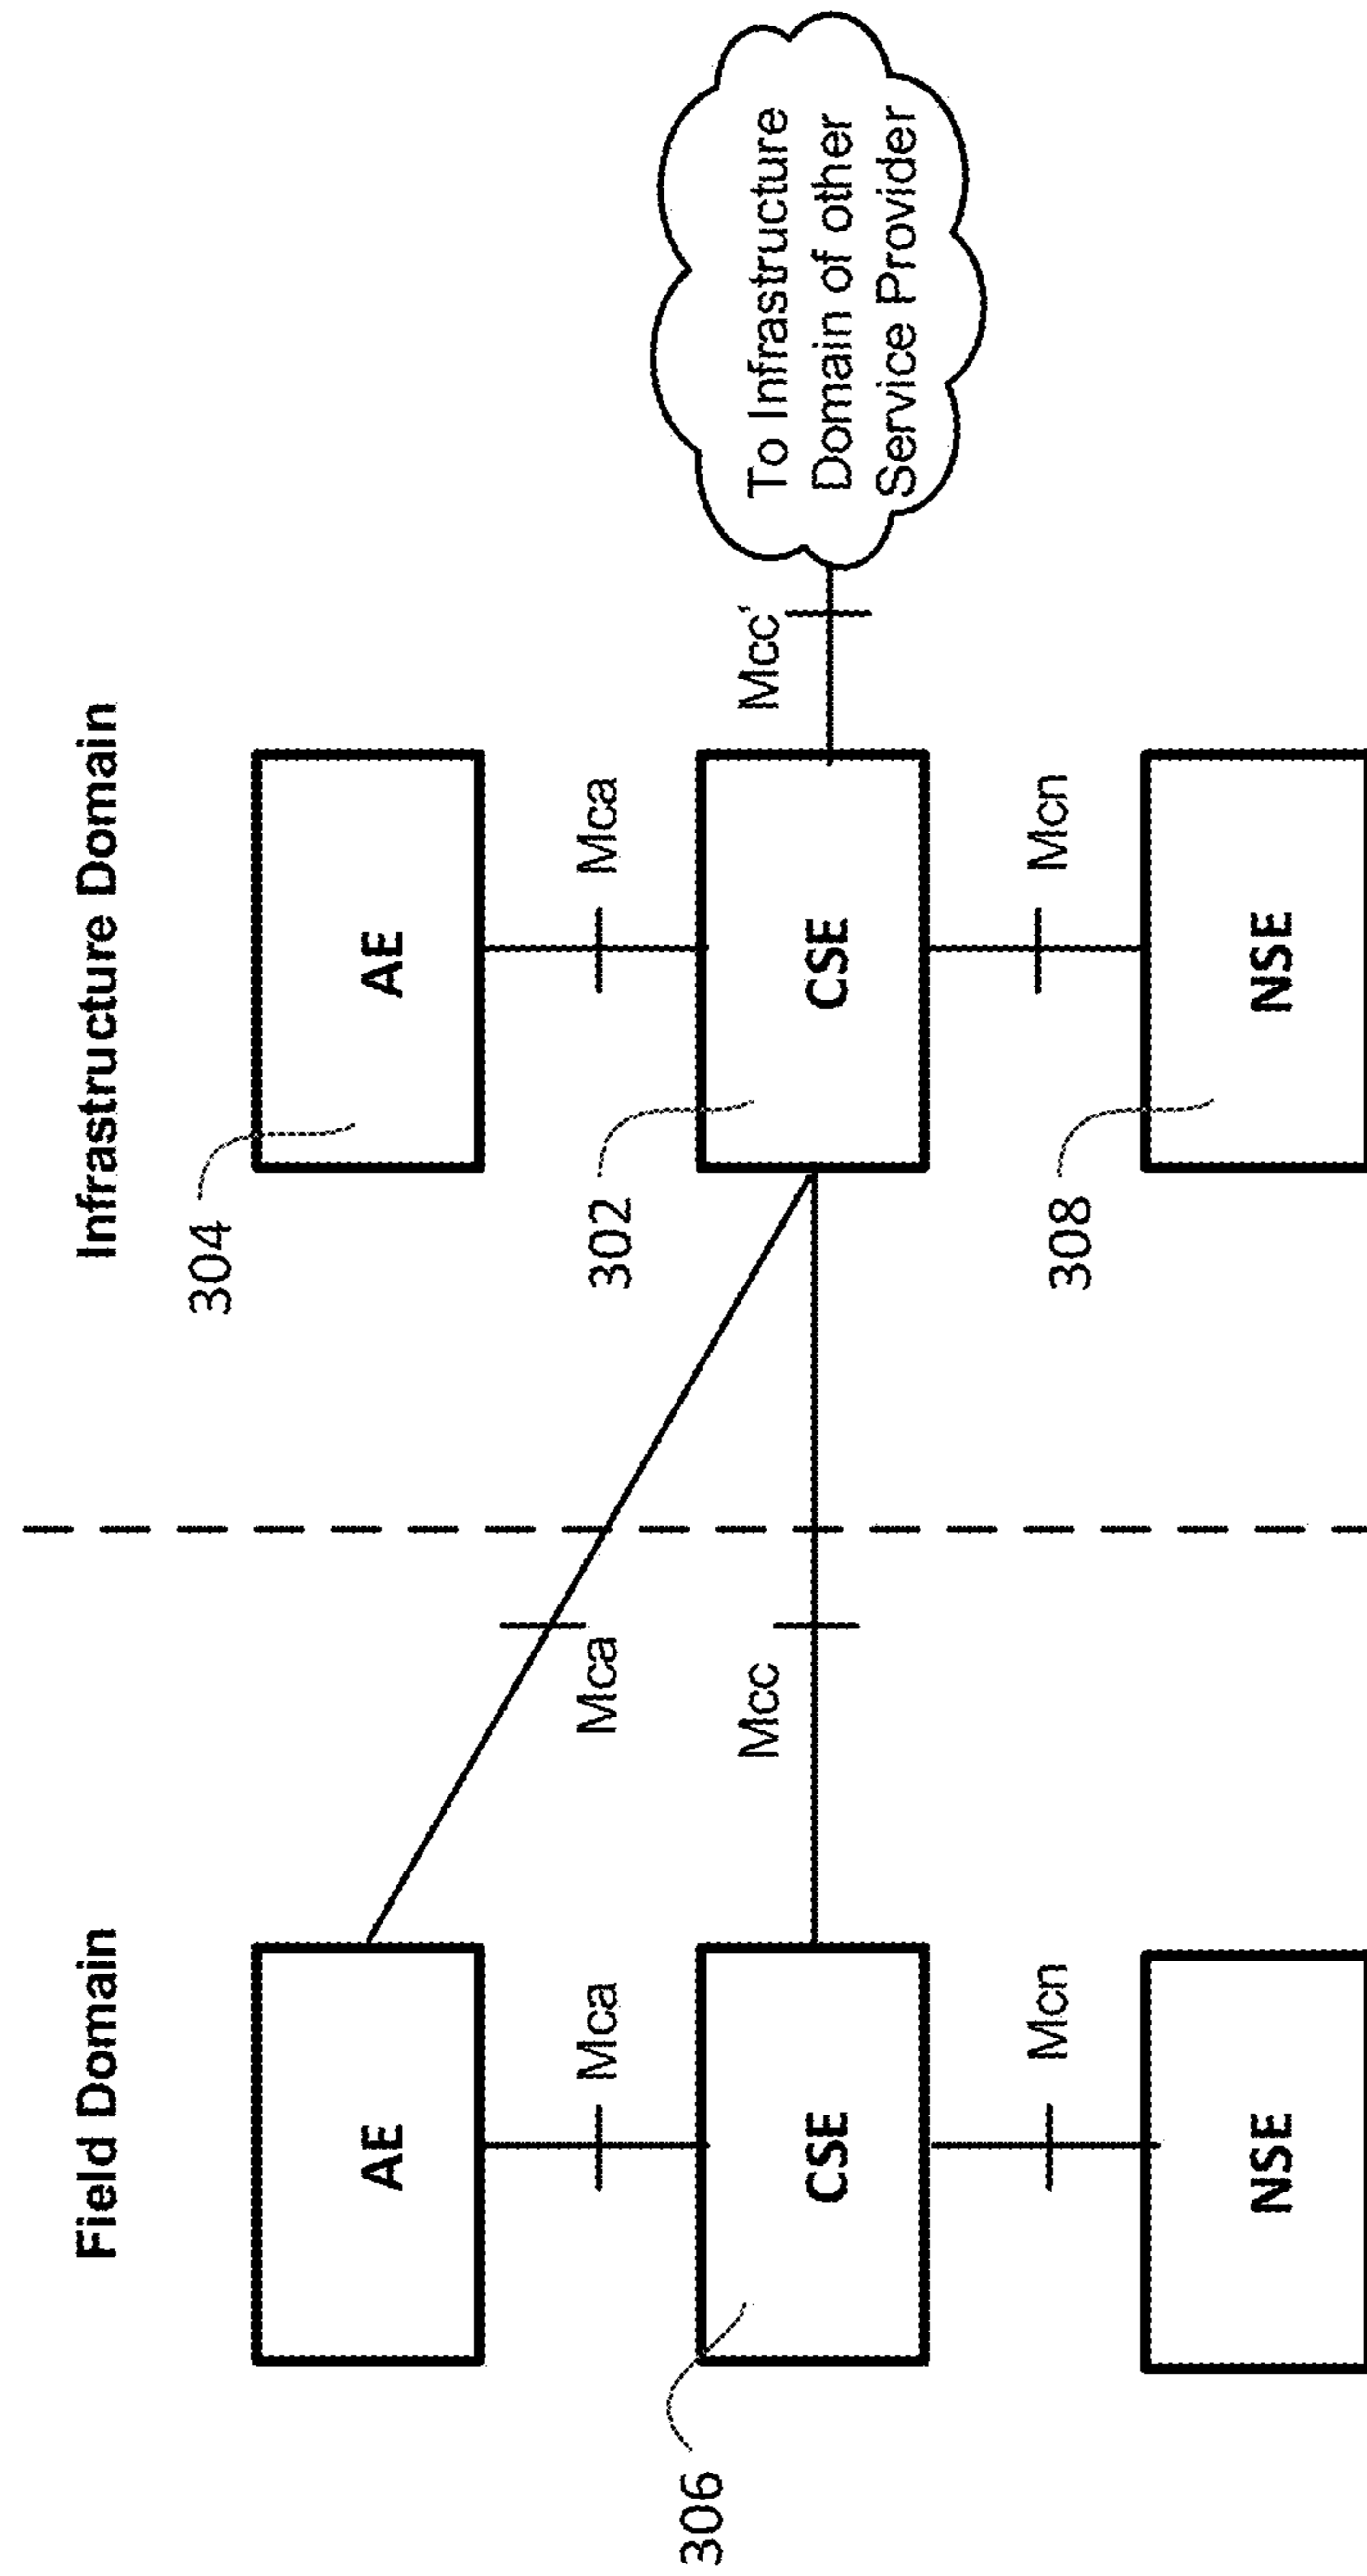 Field Domain
Infrastructure Domain
AE
304
AE
Mca
Mca
Mca
306
CSE
Mcc
302
CSE
Mcc'
To Infrastructure
Domain of other
Service Provider
Mcn
308
Mcn
NSE
NSE